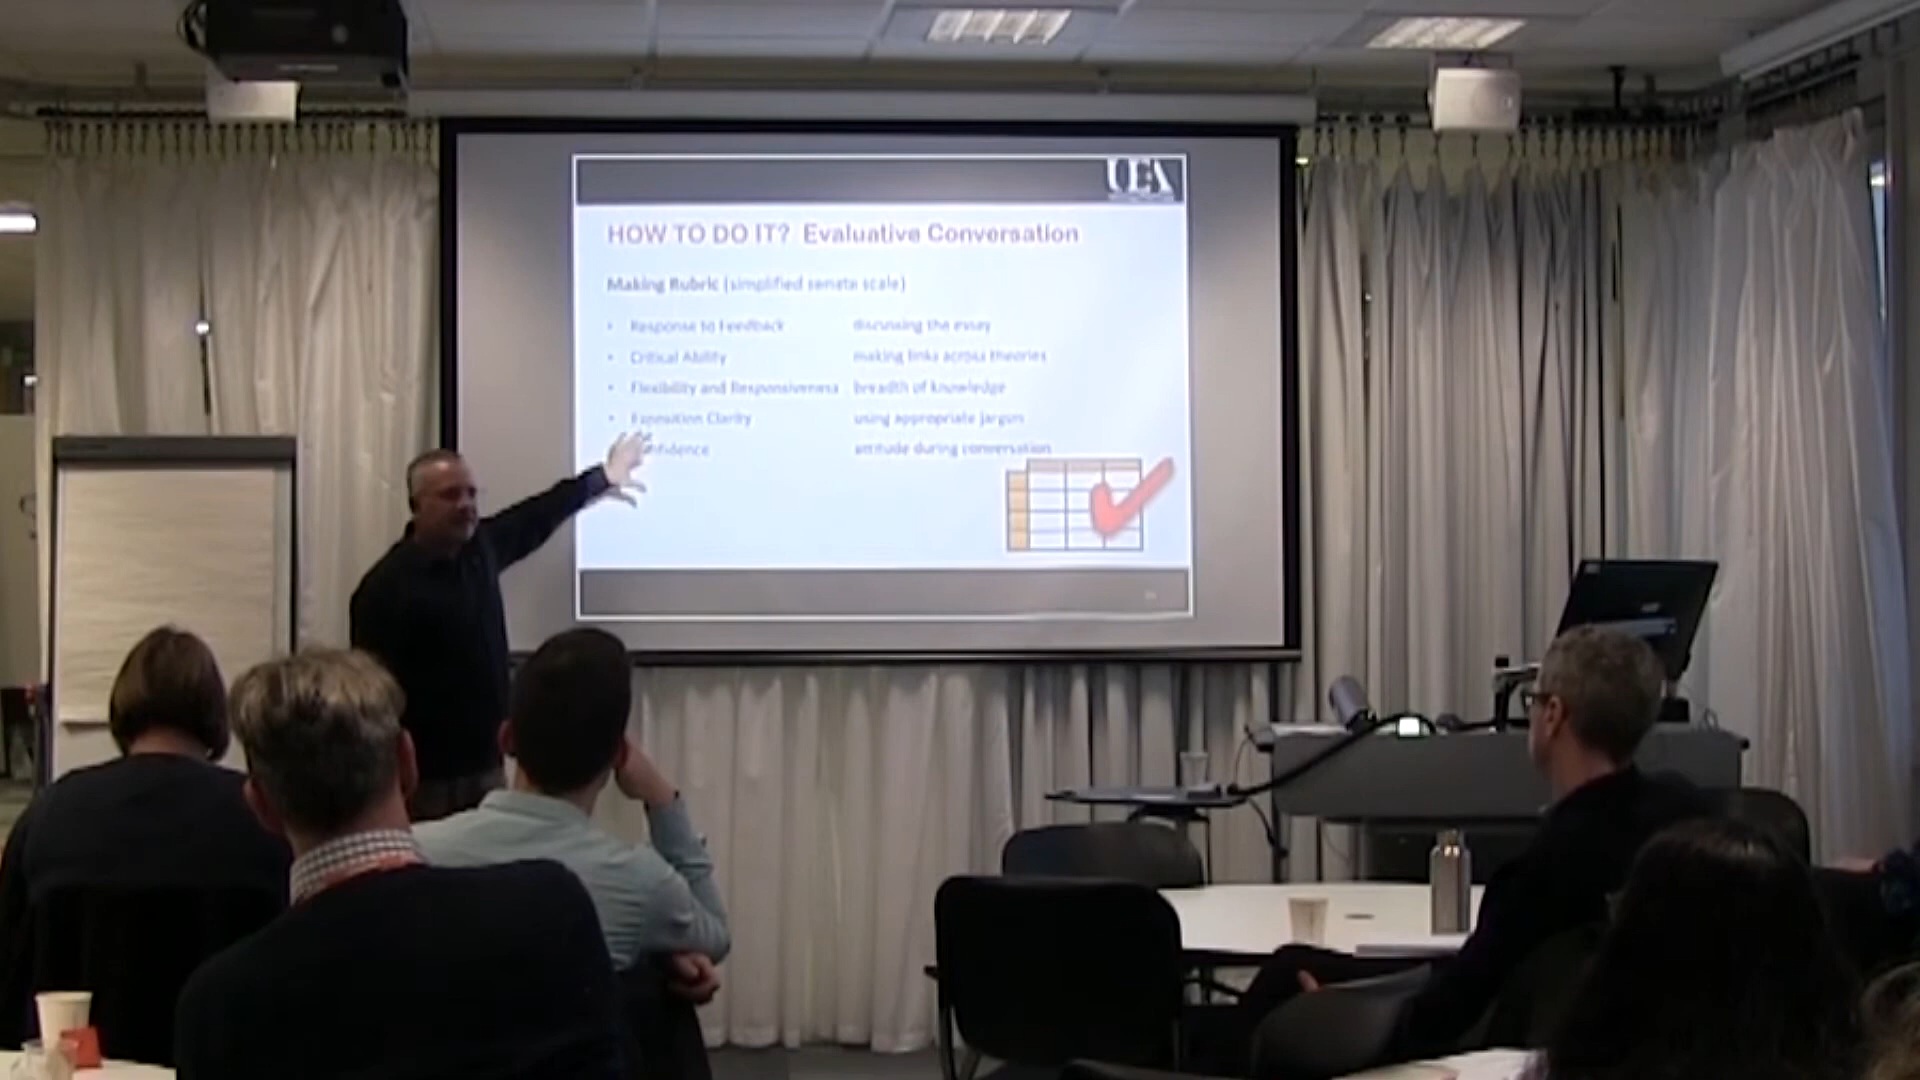 UEA
HOW TO DO IT? Evaluative Conversation
Making Rubric (simplified senate scale)
• Response to Feedback discussing the essay
• Critical Ability making links across theories
• Flexibility and Responsiveness breadth of knowledge
• Exposition Clarity using appropriate jargon
nfidence attitude during conversation